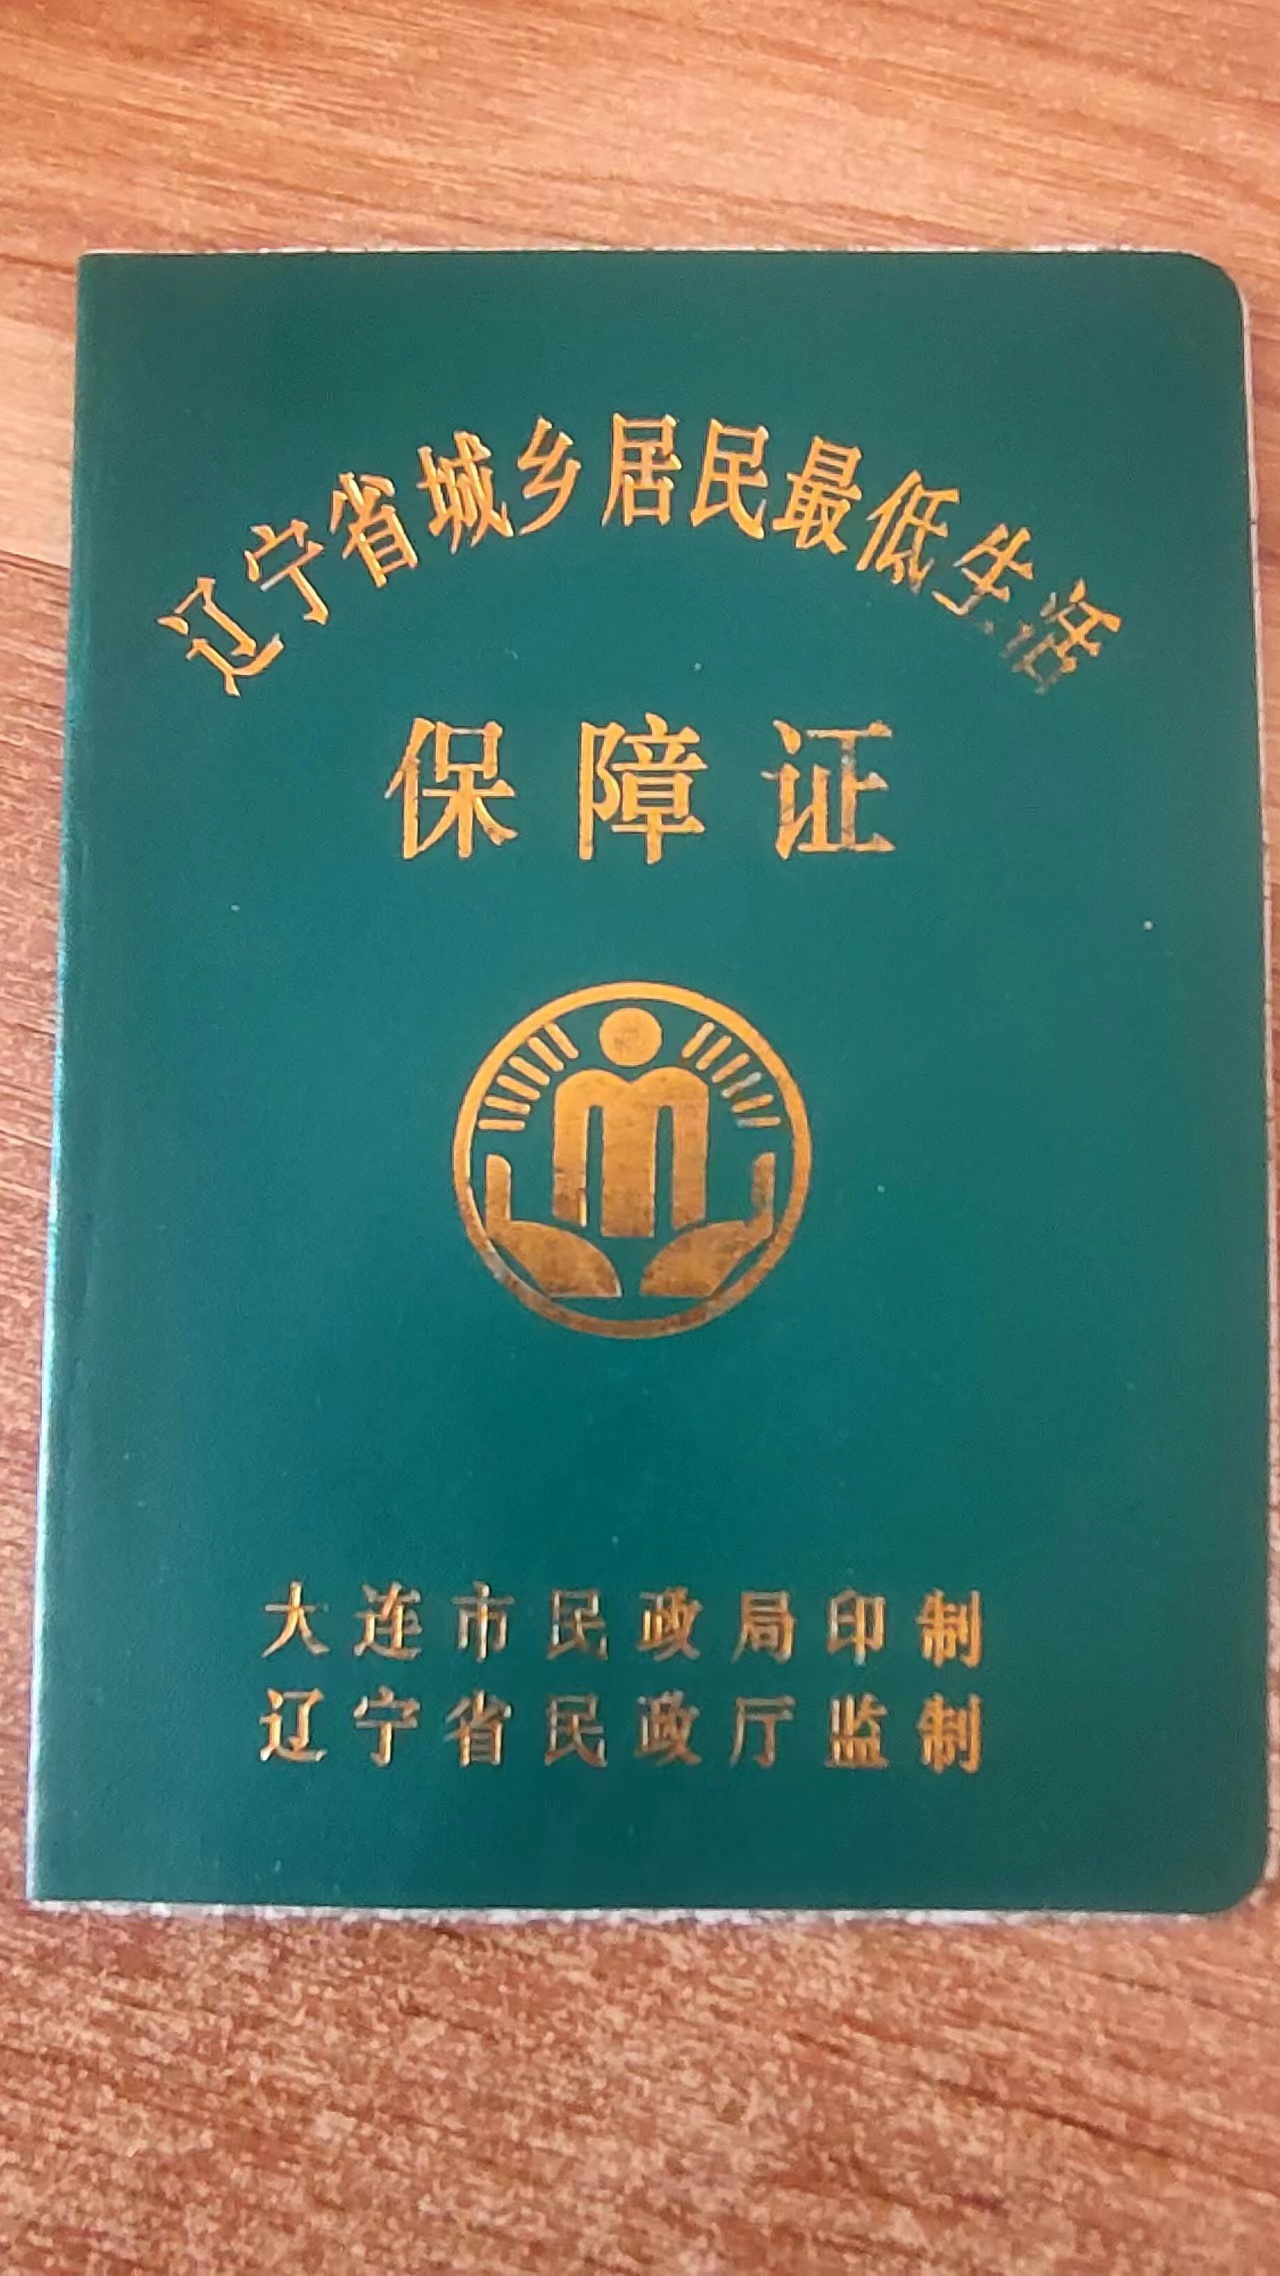 辽宁省城乡居民最低生活
保障证
大连市民政局印制
辽宁省民政厅监制